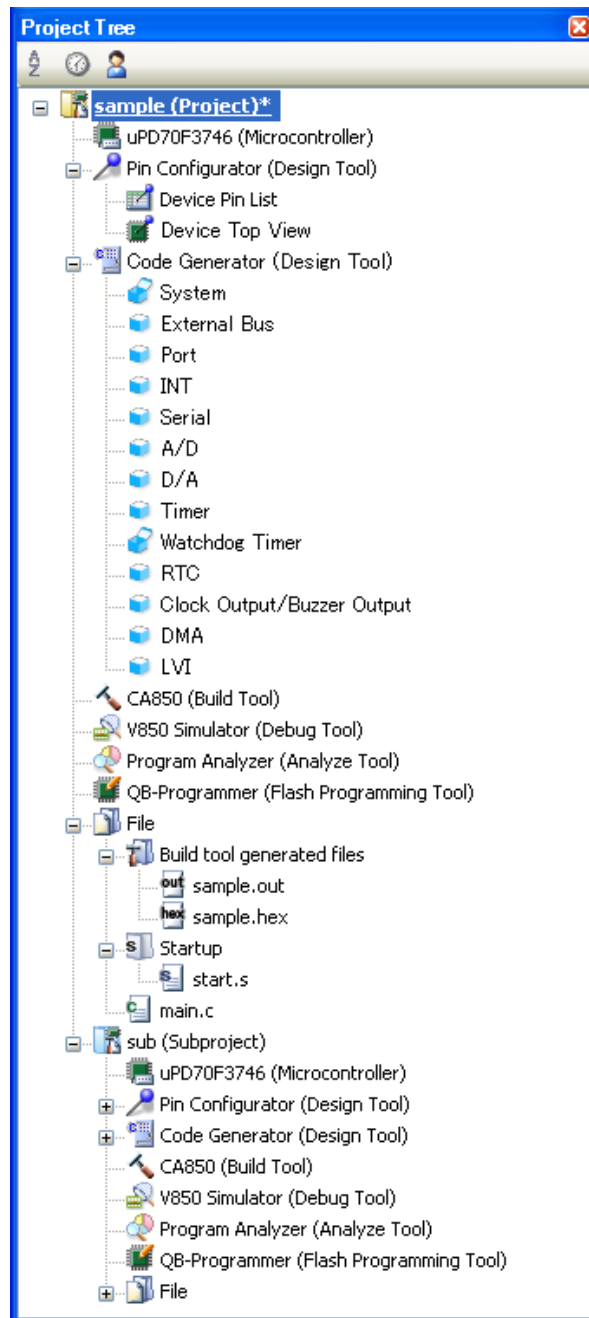 Project Tree
sample (Project)*
uPD70F3746 (Microcontroller)
Pin Configurator (Design Tool)
Device Pin List
Device Top View
Code Generator (Design Tool)
System
External Bus
Port
INT
Serial
A/D
D/A
Timer
Watchdog Timer
RTC
Clock Output/Buzzer Output
DMA
LVI
CA850 (Build Tool)
V850 Simulator (Debug Tool)
Program Analyzer (Analyze Tool)
QB-Programmer (Flash Programming Tool)
File
Build tool generated files
out sample.out
hex sample.hex
S Startup
S start.s
C main.c
sub (Subproject)
uPD70F3746 (Microcontroller)
Pin Configurator (Design Tool)
Code Generator (Design Tool)
CA850 (Build Tool)
V850 Simulator (Debug Tool)
Program Analyzer (Analyze Tool)
QB-Programmer (Flash Programming Tool)
File